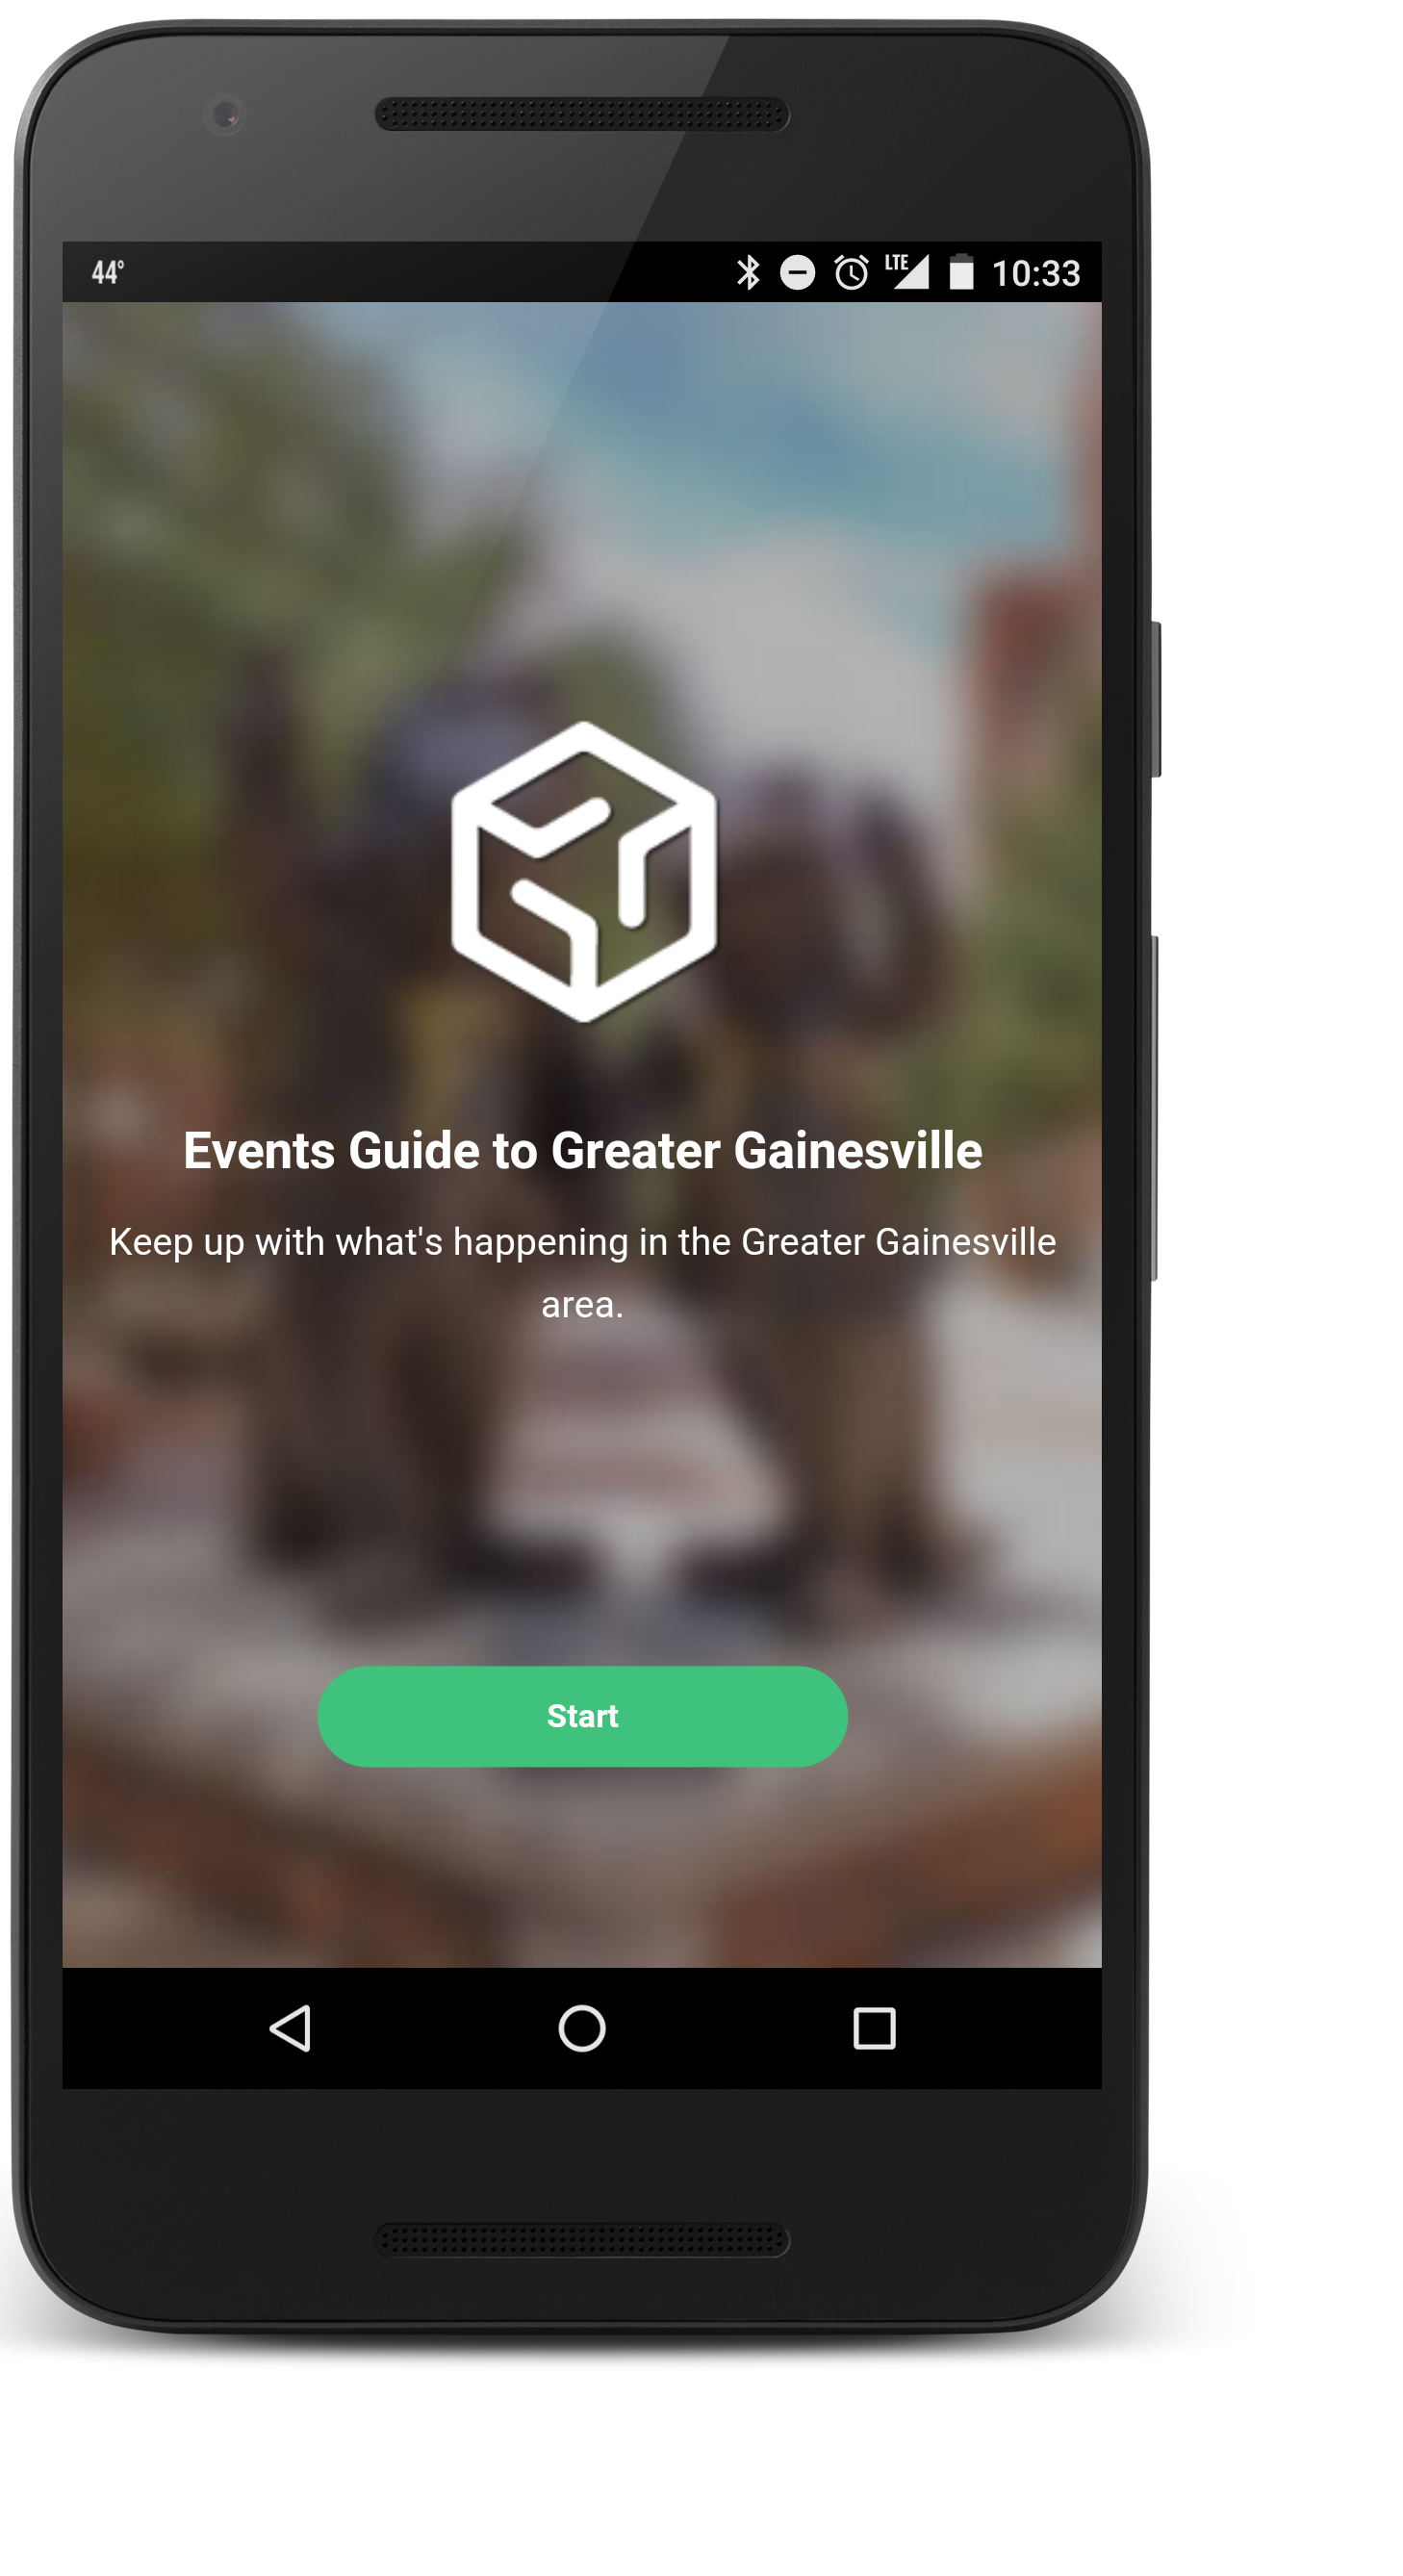 44°
LTE 10:33
Events Guide to Greater Gainesville
Keep up with what's happening in the Greater Gainesville
area.
Start